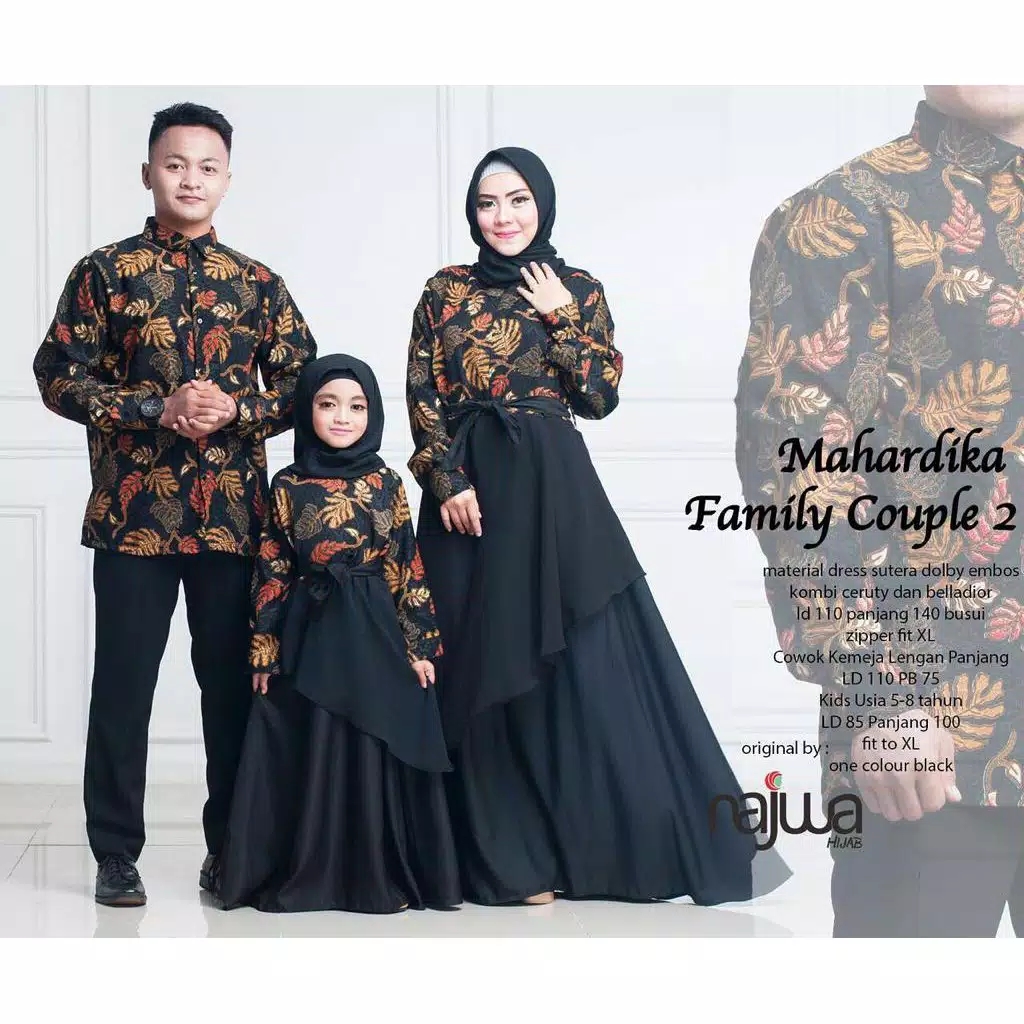 Mahardika
Family Couple 2
material dress sutera dolby embos
kombi ceruty dan belladior
ld 110 panjang 140 busui
zipper fit XL
Cowok Kemeja Lengan Panjang
LD 110 PB 75
Kids Usia 5-8 tahun
LD 85 Panjang 100
fit to XL
one colour black
original by :
najwa
HIJAB